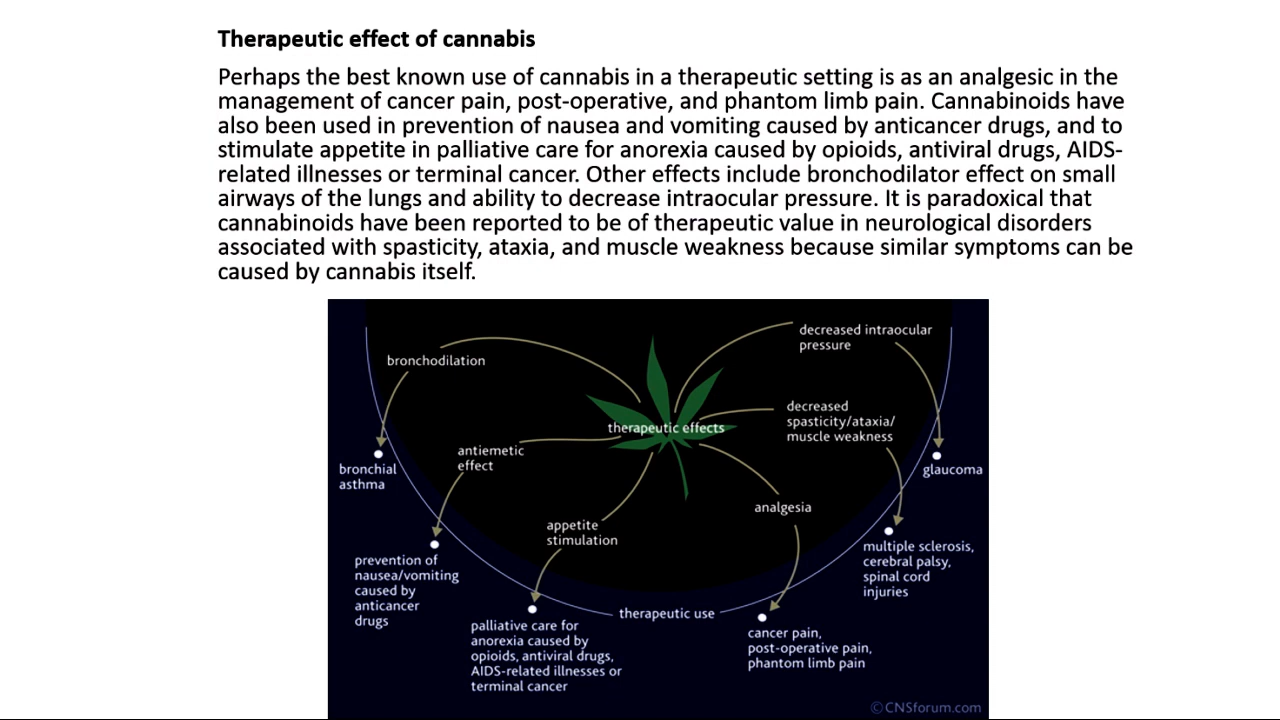 Therapeutic effect of cannabis
Perhaps the best known use of cannabis in a therapeutic setting is as an analgesic in the
management of cancer pain, post-operative, and phantom limb pain. Cannabinoids have
also been used in prevention of nausea and vomiting caused by anticancer drugs, and to
stimulate appetite in palliative care for anorexia caused by opioids, antiviral drugs, AIDS-
related illnesses or terminal cancer. Other effects include bronchodilator effect on small
airways of the lungs and ability to decrease intraocular pressure. It is paradoxical that
cannabinoids have been reported to be of therapeutic value in neurological disorders
associated with spasticity, ataxia, and muscle weakness because similar symptoms can be
caused by cannabis itself.
decreased intraocular
pressure
bronchodilation
decreased
spasticity/ataxia/
muscle weakness
therapeutic effects
antiemetic
effect
bronchial
asthma
glaucoma
analgesia
appetite
stimulation
multiple sclerosis,
cerebral palsy,
spinal cord
injuries
prevention of
nausea/vomiting
caused by
anticancer
drugs
therapeutic use
palliative care for
anorexia caused by
opioids, antiviral drugs,
AIDS-related illnesses or
terminal cancer
cancer pain,
post-operative pain,
phantom limb pain
©CNSforum.com